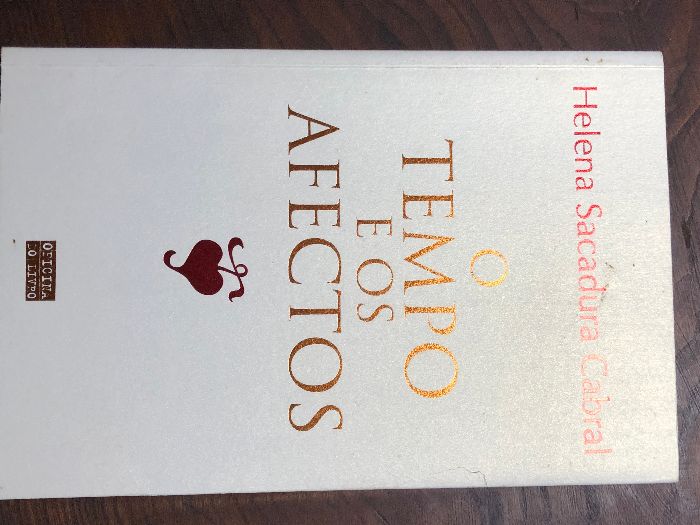 Helena Sacadura Cabral
O
TEMPO
E OS
AFECTOS
OFICINA
DO LIVRO